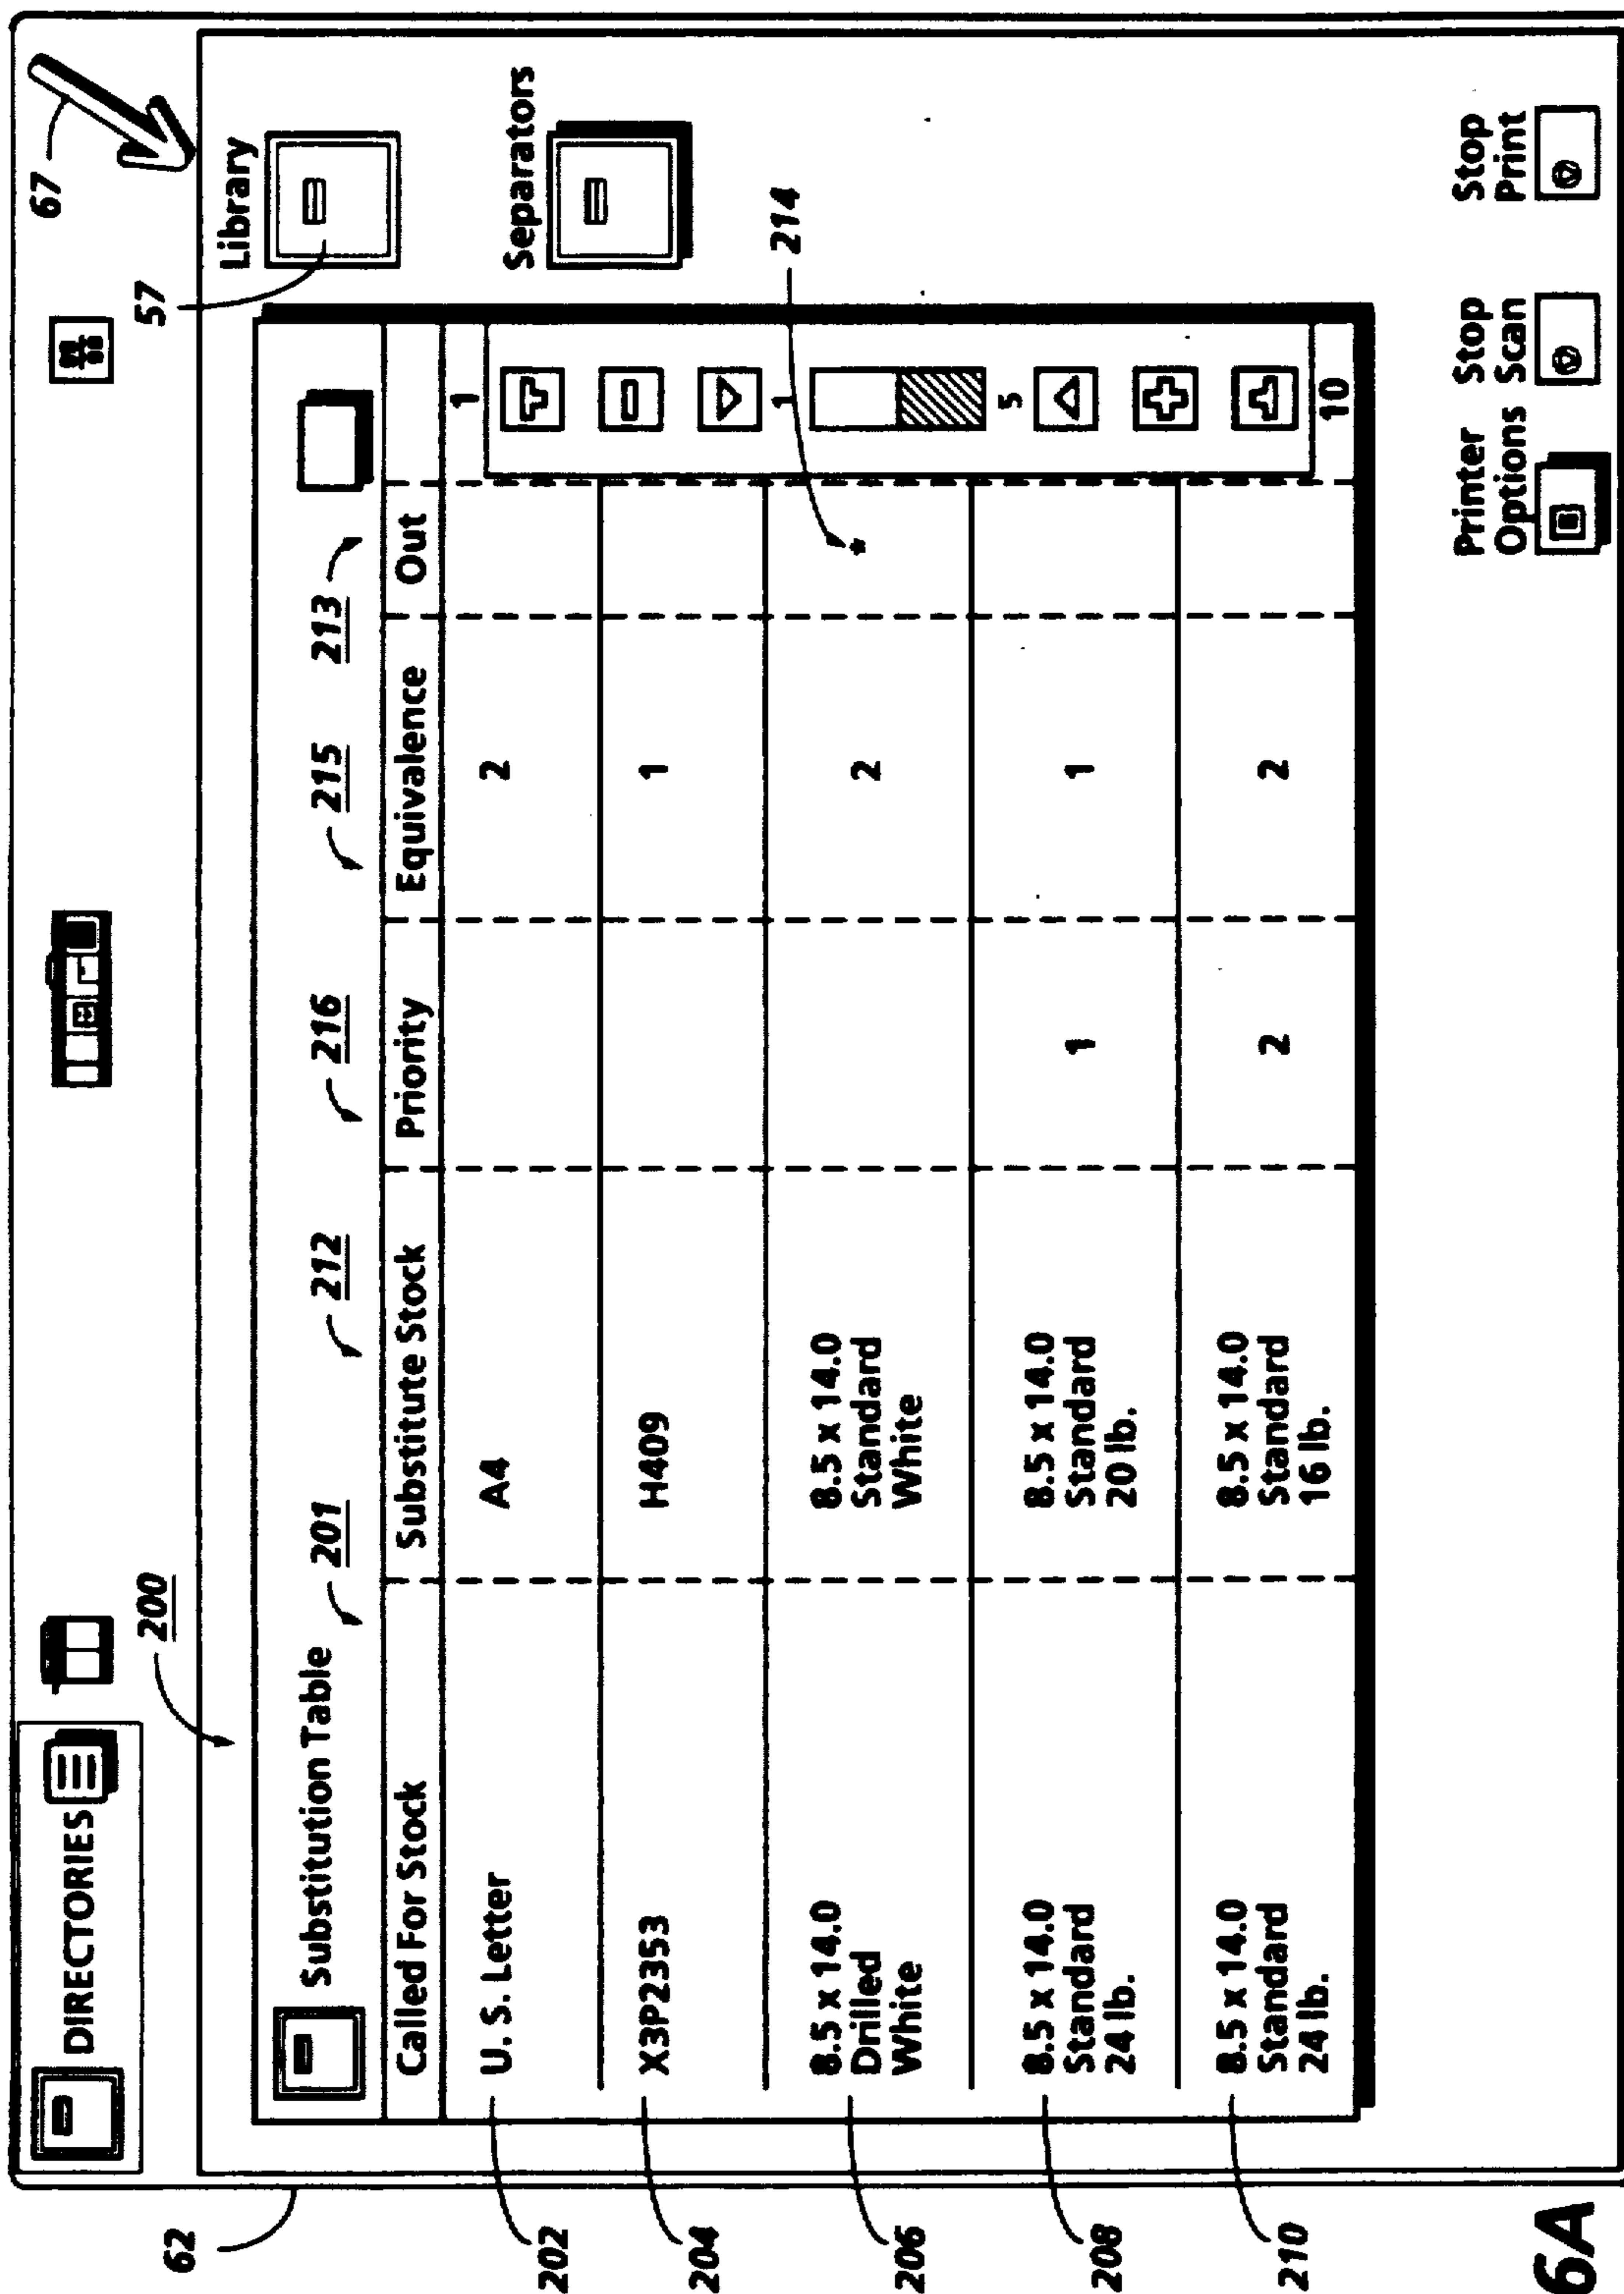 67
DIRECTORIES
57
200
Library
Separators
62
Substitution Table
201
212
216
215
213
Called For Stock Substitute Stock Priority Equivalence Out
1
202
U. S. Letter A4 2
204
X3P2353 H409 1
206
8.5 x 14.0 8.5 x 14.0
Drilled Standard 2 *
White White
214
1
5
208
8.5 x 14.0 8.5 x 14.0
Standard Standard 1 1
24 lb. 20 lb.
210
8.5 x 14.0 8.5 x 14.0
Standard Standard 2 2
24 lb. 16 lb.
10
Printer Stop Stop
Options Scan Print
6A